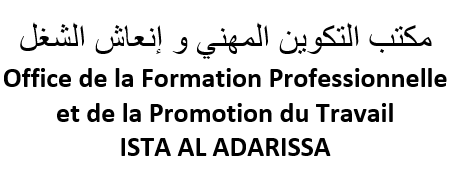 مكتب التكوين المهني و إنعاش الشغل
Office de la Formation Professionnelle
et de la Promotion du Travail
ISTA AL ADARISSA